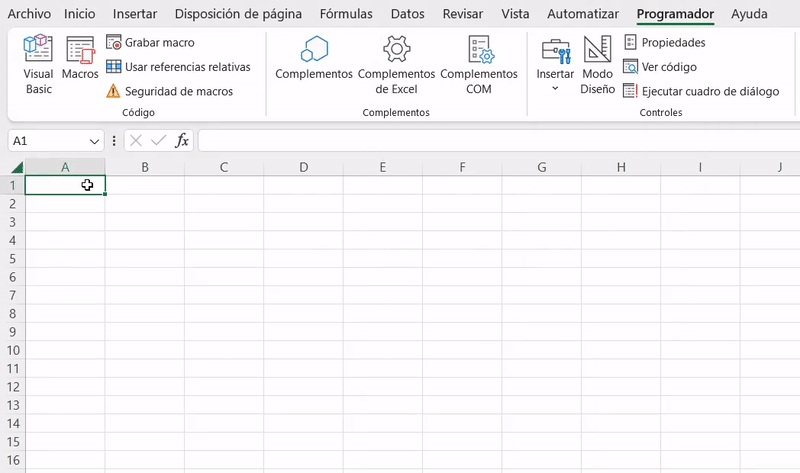 Archivo Inicio Insertar Disposición de página Fórmulas Datos Revisar Vista Automatizar Programador Ayuda
Visual Basic
Macros
Grabar macro
Usar referencias relativas
Seguridad de macros
Código
Complementos
Complementos de Excel
Complementos COM
Complementos
Insertar
Modo Diseño
Propiedades
Ver código
Ejecutar cuadro de diálogo
Controles
A1
fx
A B C D E F G H I J
1
2
3
4
5
6
7
8
9
10
11
12
13
14
15
16